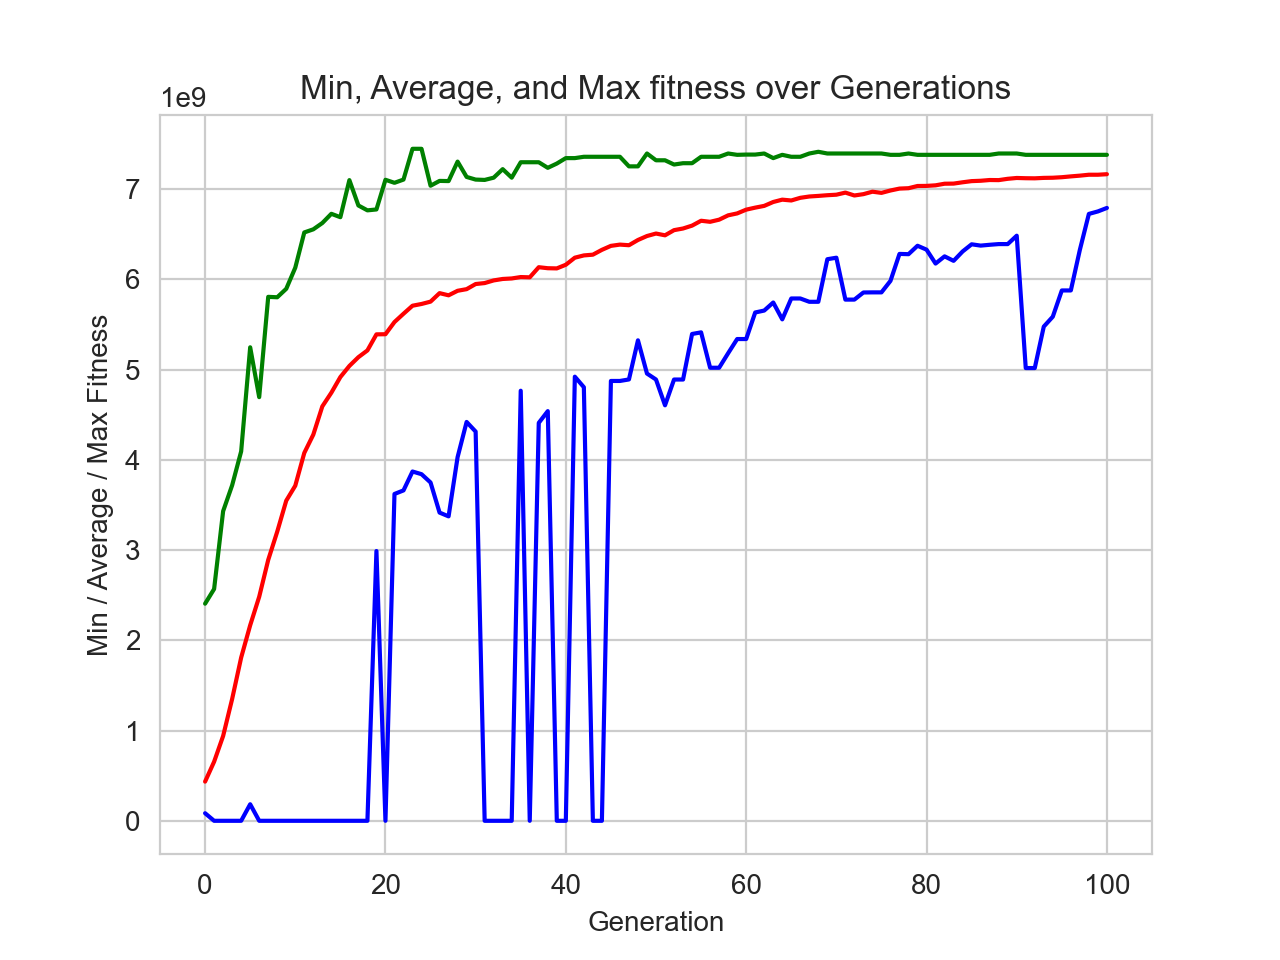 Min, Average, and Max fitness over Generations
1e9
7
6
5
4
3
2
1
0
Min / Average / Max Fitness
0 20 40 60 80 100
Generation